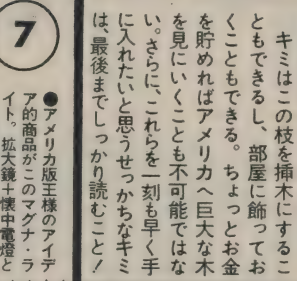 キミはこの枝を挿木にするこ
ともできるし、部屋に飾ってお
くこともできる。ちょっとお金
を貯めればアメリカへ巨大な木
を見にいくことも不可能ではな
い。さらに、これらを一刻も早く手
に入れたいと思うせっかちなキミ
は、最後までしっかり読むこと！
7
●アメリカ版王様のアイデ
ア的商品がこのマグナ・ラ
イト。拡大鏡＋懐中電燈と